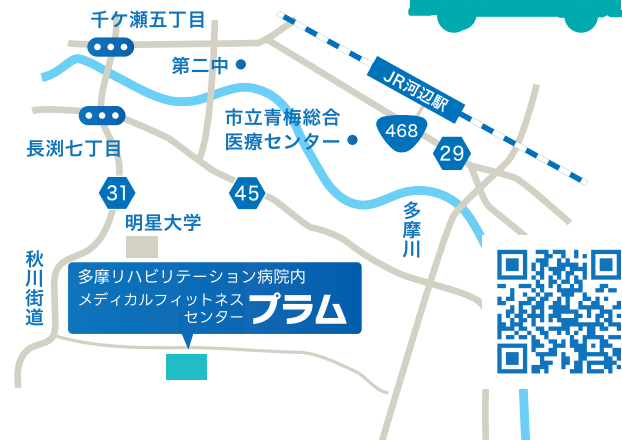 千ケ瀬五丁目
第二中
JR河辺駅
市立青梅総合
医療センター
468
29
長渕七丁目
31
45
明星大学
多摩川
秋川街道
多摩リハビリテーション病院内
メディカルフィットネス
センター
プラム